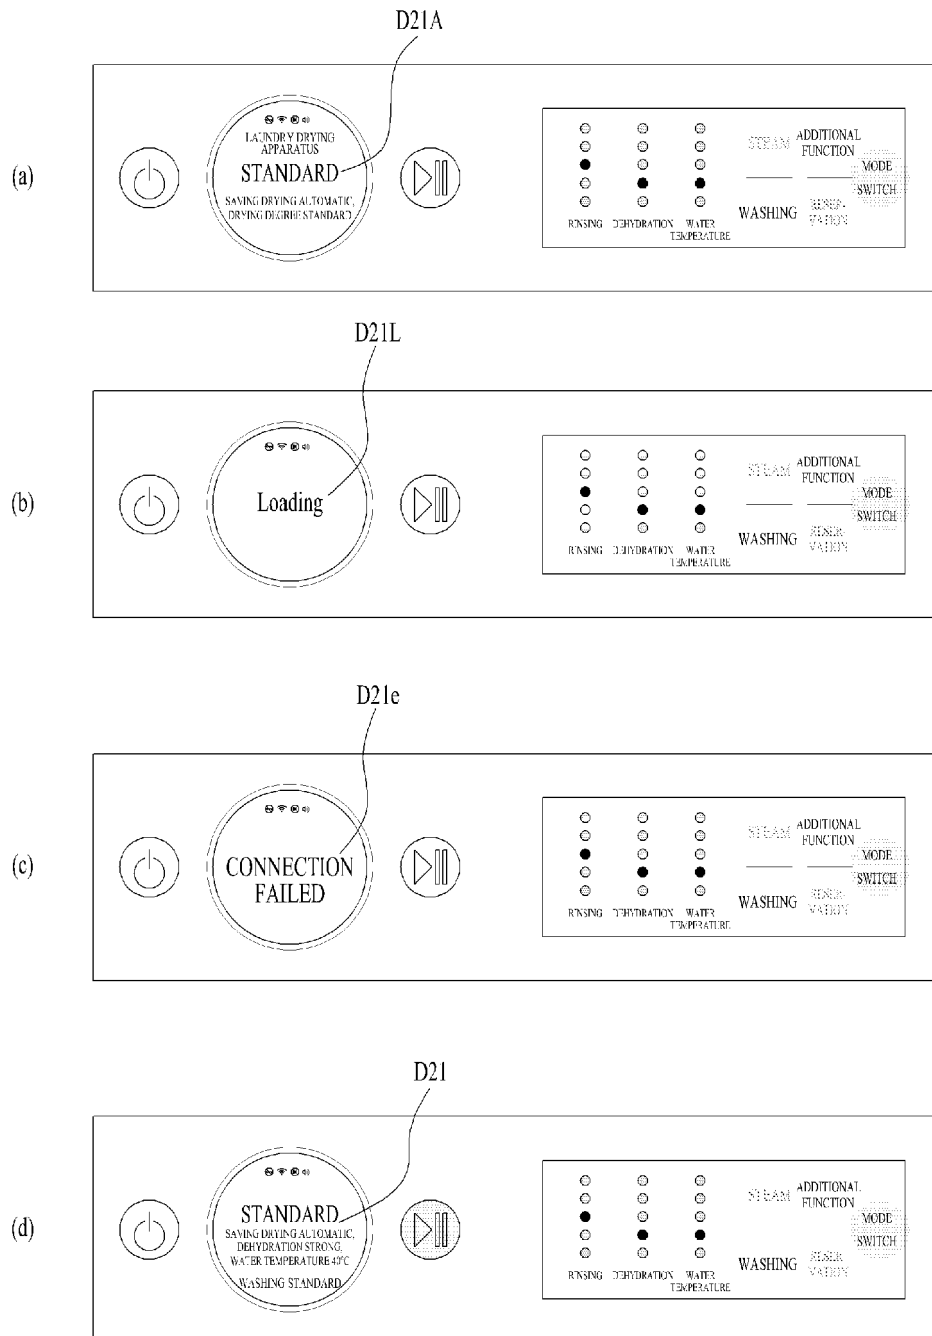 D21A
(a)
LAUNDRY DRYING
APPARATUS
STANDARD
SAVING DRYING AUTOMATIC,
DRYING DEGREE STANDARD
RINSING
DEHYDRATION
WATER
TEMPERATURE
STEAM
ADDITIONAL
FUNCTION
MODE
SWITCH
WASHING
RESER-
VATION
D21L
(b)
Loading
RINSING
DEHYDRATION
WATER
TEMPERATURE
STEAM
ADDITIONAL
FUNCTION
MODE
SWITCH
WASHING
RESER-
VATION
D21e
(c)
CONNECTION
FAILED
RINSING
DEHYDRATION
WATER
TEMPERATURE
STEAM
ADDITIONAL
FUNCTION
MODE
SWITCH
WASHING
RESER-
VATION
D21
(d)
STANDARD
SAVING DRYING AUTOMATIC,
DEHYDRATION STRONG,
WATER TEMPERATURE 40°C
WASHING STANDARD
RINSING
DEHYDRATION
WATER
TEMPERATURE
STEAM
ADDITIONAL
FUNCTION
MODE
SWITCH
WASHING
RESER-
VATION